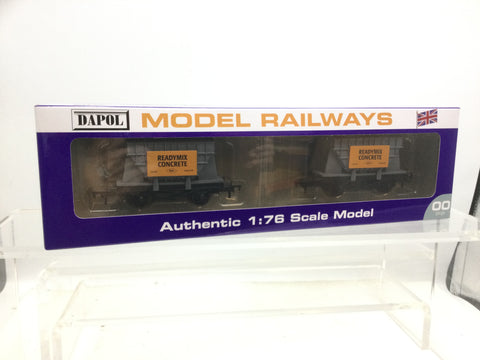 DAPOL
MODEL RAILWAYS
READYMIX
CONCRETE
READYMIX
CONCRETE
Authentic 1:76 Scale Model
OO